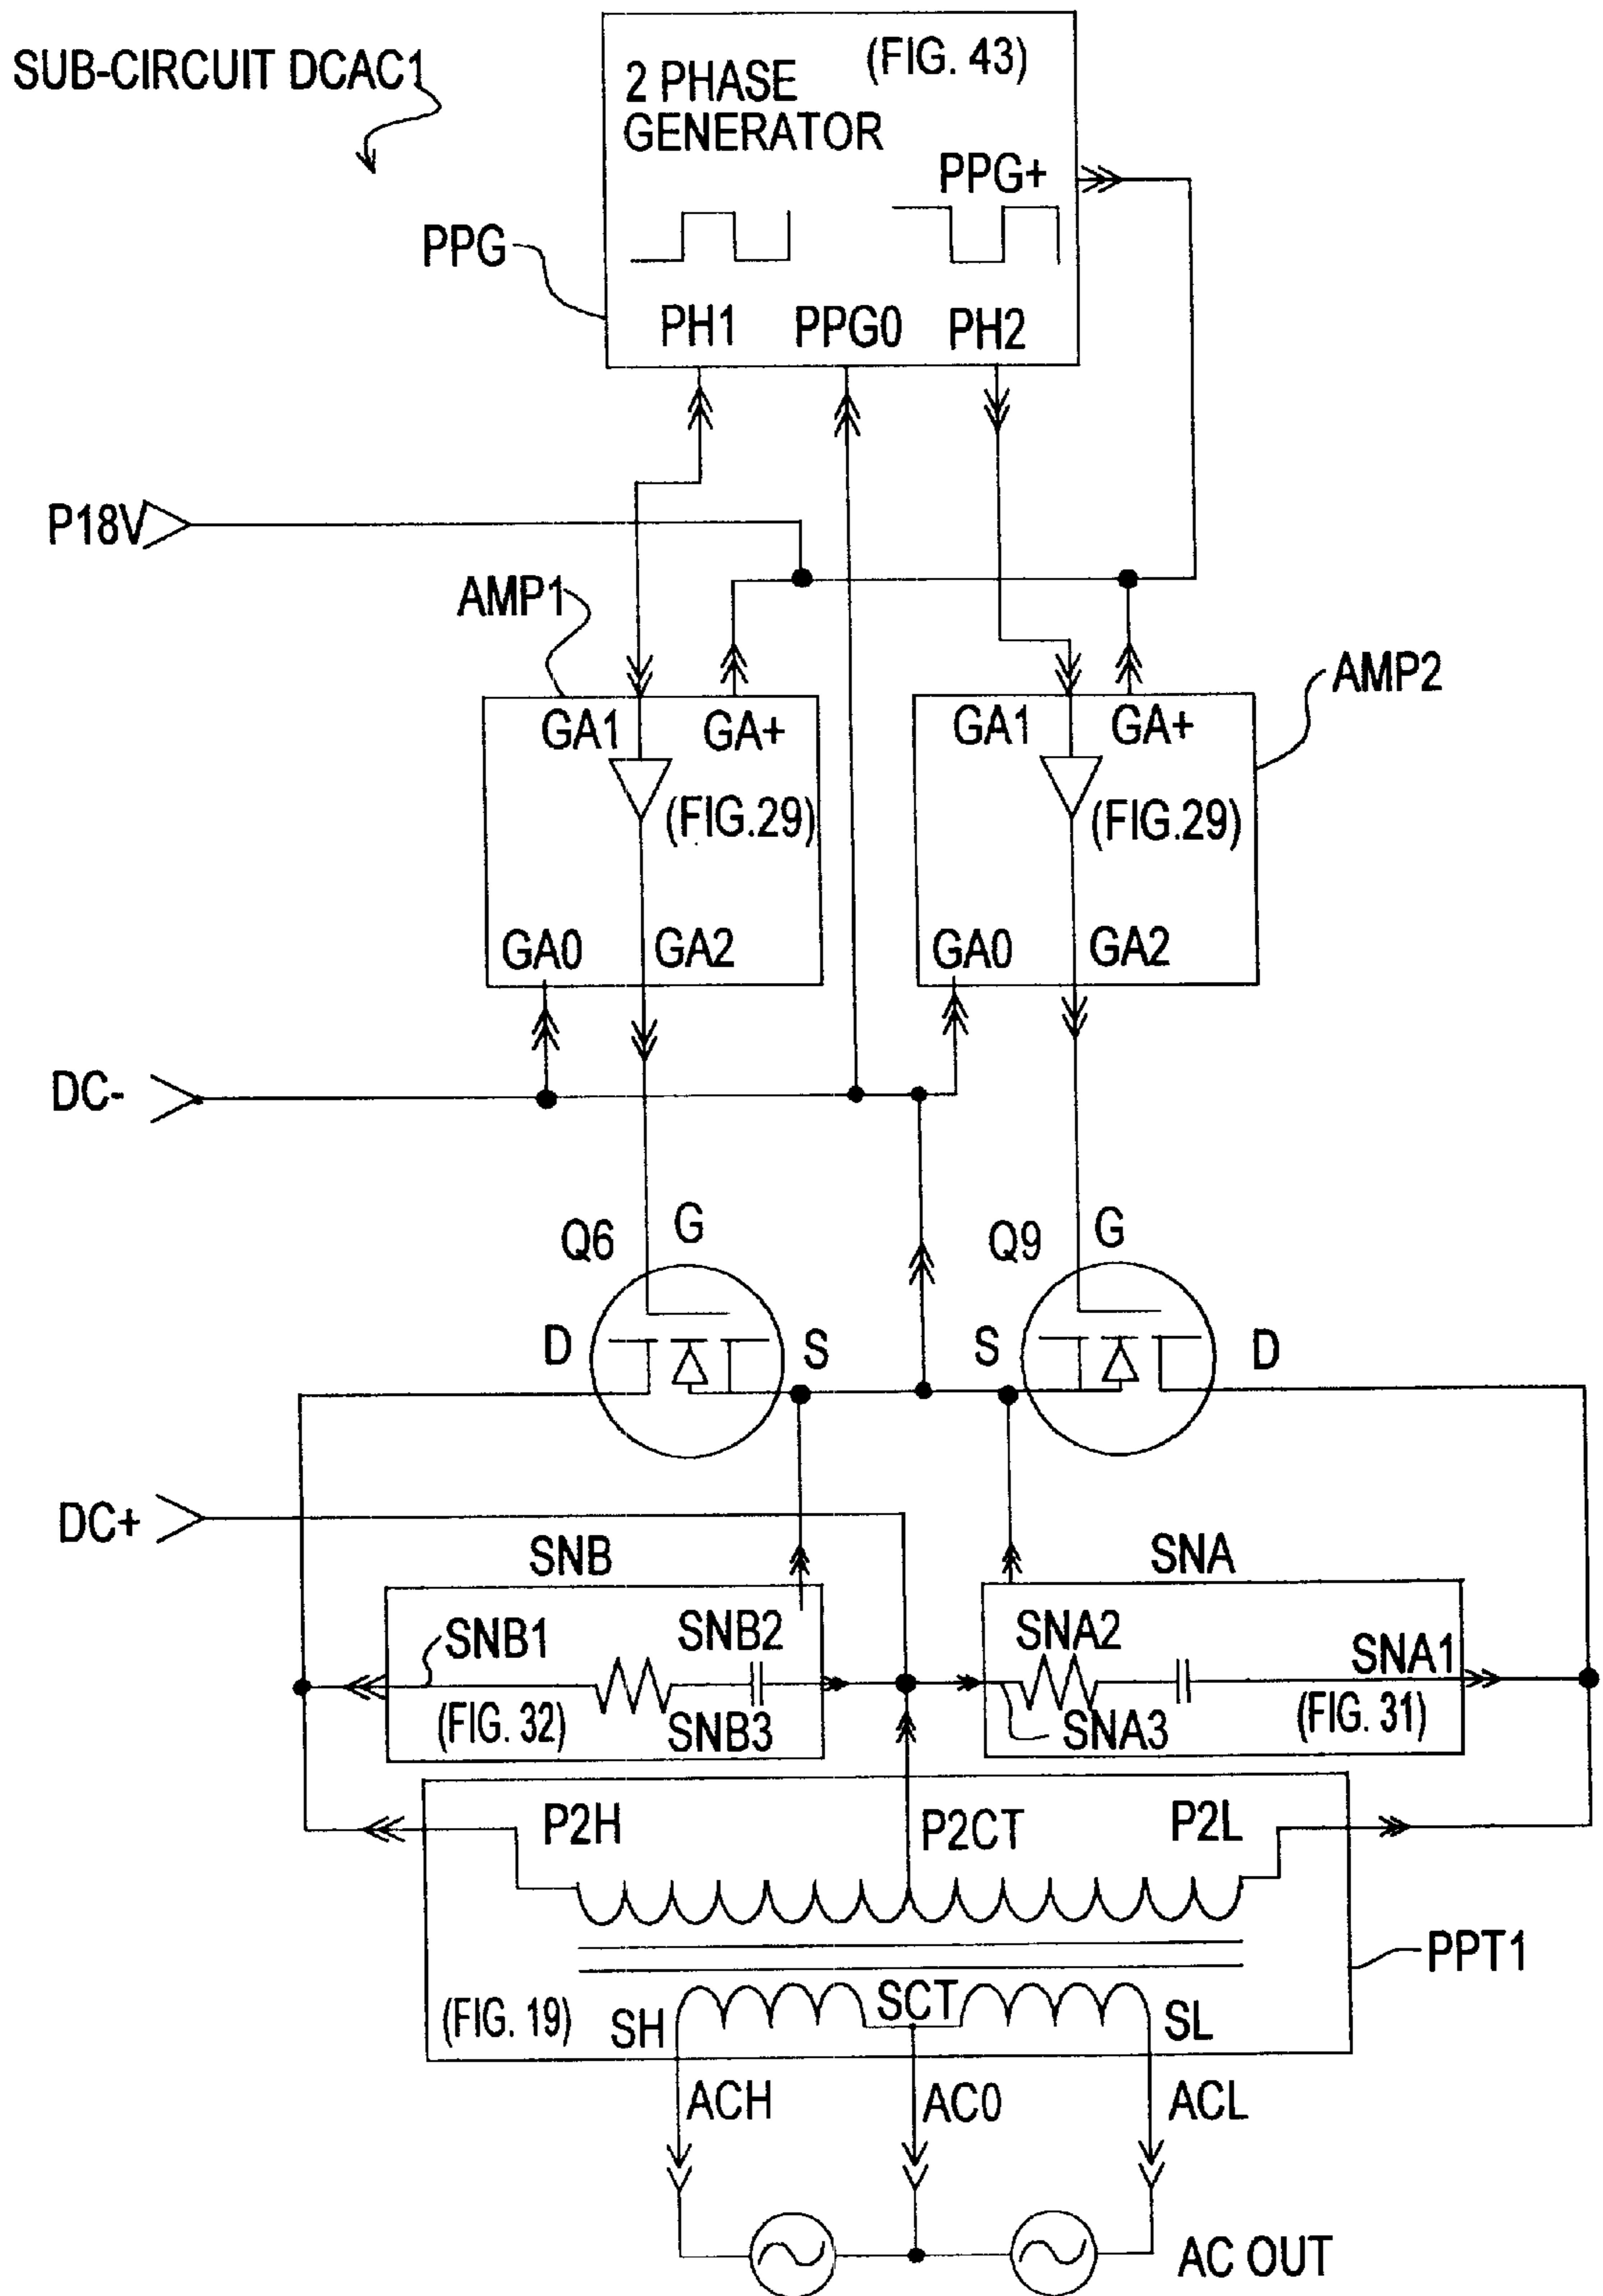 SUB-CIRCUIT DCAC1
(FIG. 43)
2 PHASE
GENERATOR
PPG+
PPG
PH1 PPG0 PH2
P18V
AMP1
AMP2
GA1 GA+
GA1 GA+
(FIG.29)
(FIG.29)
GA0 GA2
GA0 GA2
DC-
Q6 G
Q9 G
D S
S D
DC+
SNB
SNA
SNB1
SNB2
SNA2
SNA1
(FIG. 32)
SNB3
SNA3
(FIG. 31)
P2H P2CT P2L
PPT1
(FIG. 19)
SH SCT SL
ACH AC0 ACL
AC OUT